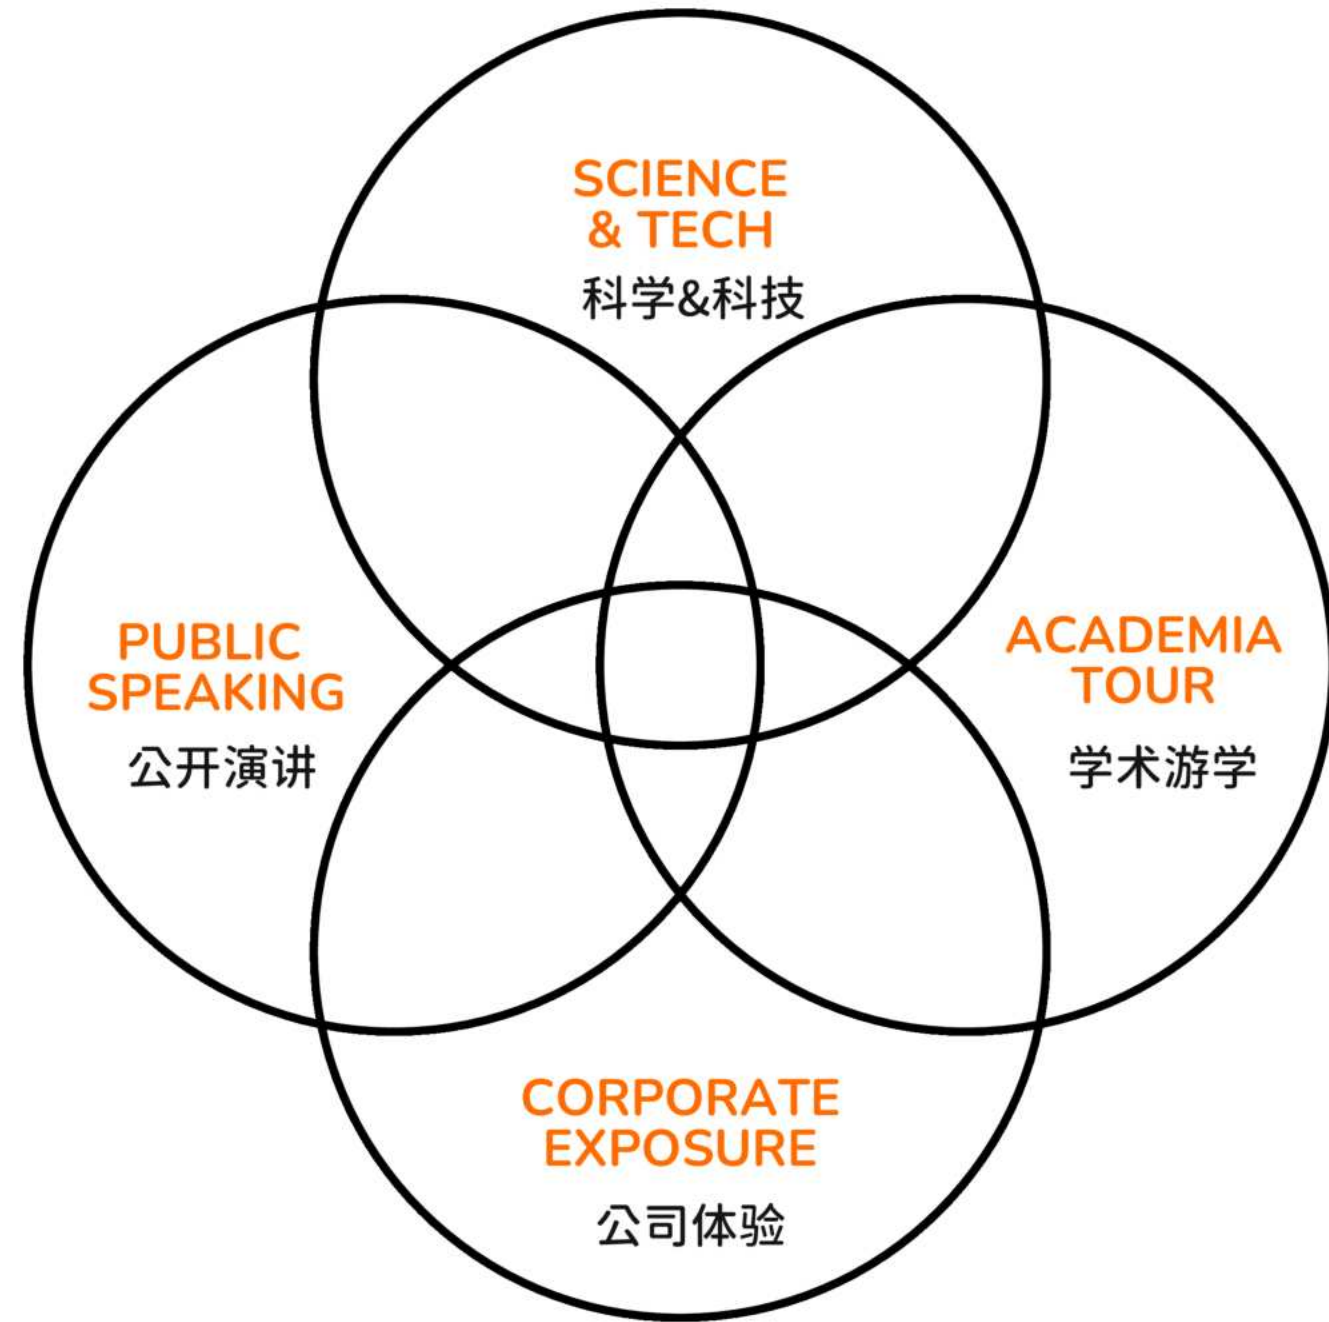 SCIENCE
& TECH
科学&科技
PUBLIC
SPEAKING
公开演讲
ACADEMIA
TOUR
学术游学
CORPORATE
EXPOSURE
公司体验